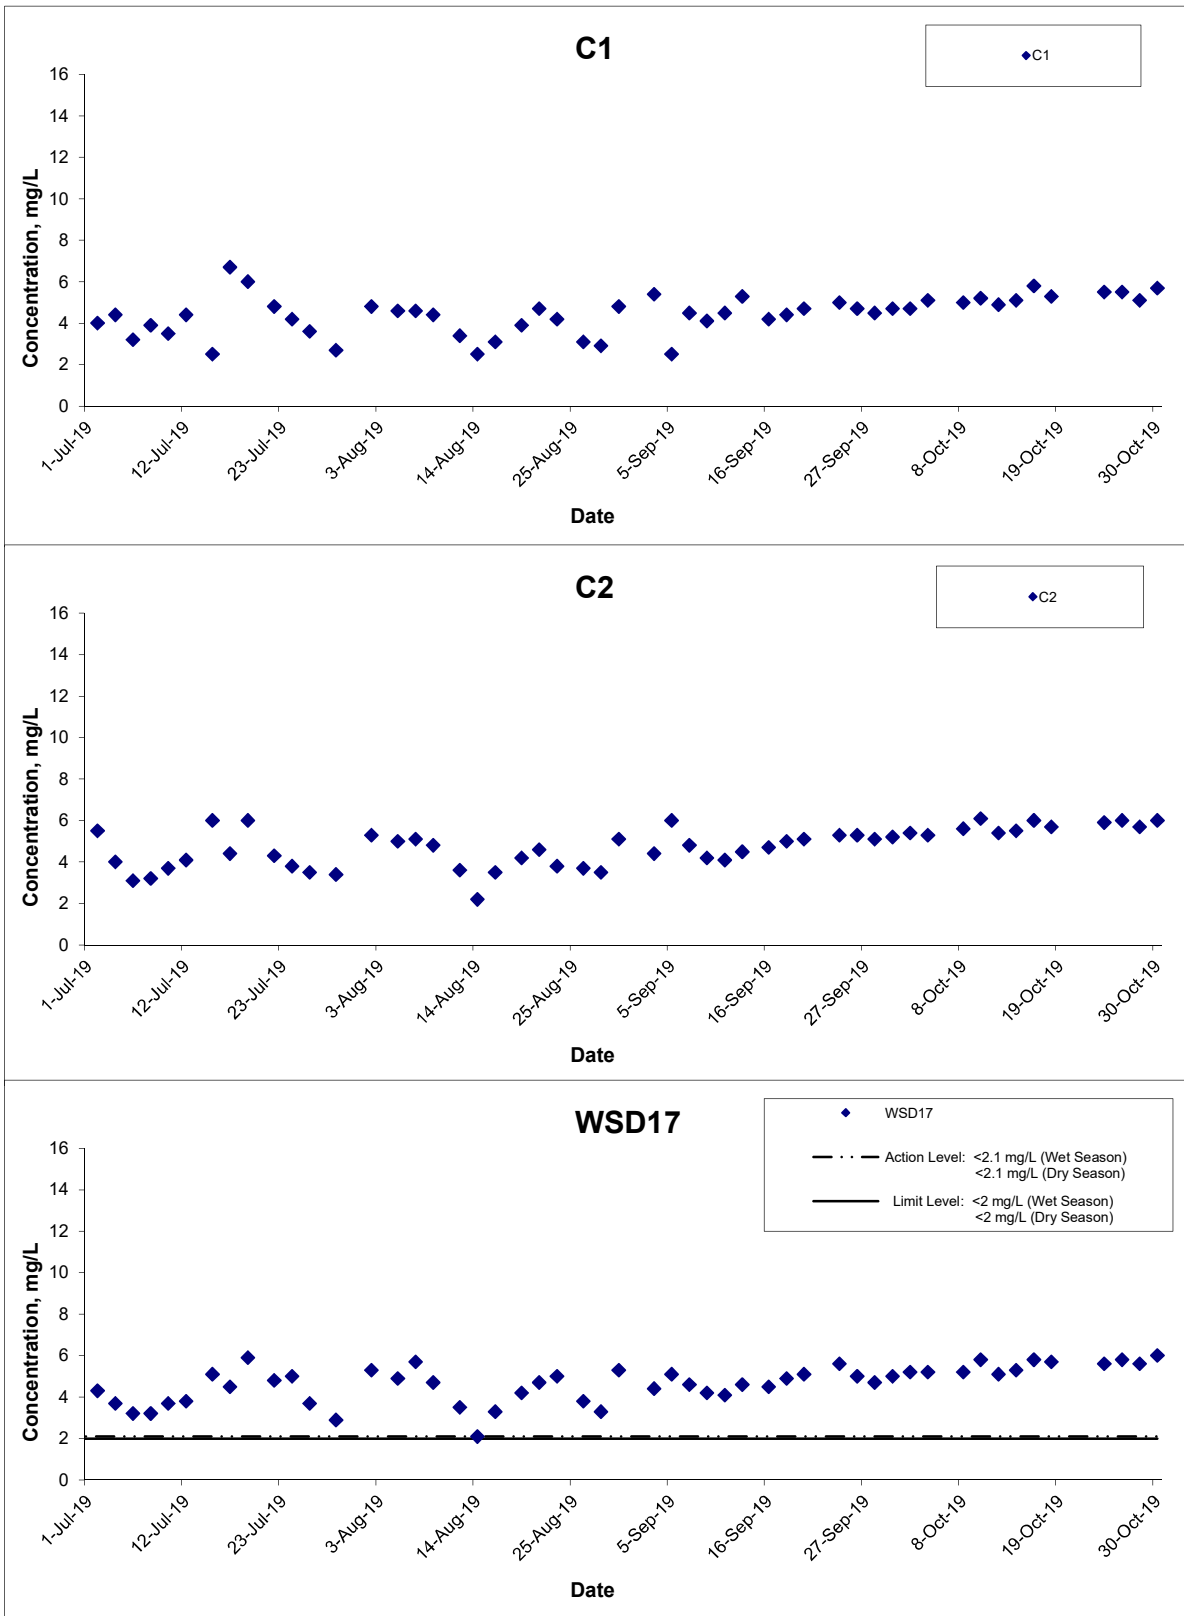 C1
C1
16
14
12
10
8
6
4
2
0
Concentration, mg/L
1-Jul-19
12-Jul-19
23-Jul-19
3-Aug-19
14-Aug-19
25-Aug-19
5-Sep-19
16-Sep-19
27-Sep-19
8-Oct-19
19-Oct-19
30-Oct-19
Date
C2
C2
16
14
12
10
8
6
4
2
0
Concentration, mg/L
1-Jul-19
12-Jul-19
23-Jul-19
3-Aug-19
14-Aug-19
25-Aug-19
5-Sep-19
16-Sep-19
27-Sep-19
8-Oct-19
19-Oct-19
30-Oct-19
Date
WSD17
WSD17
Action Level: <2.1 mg/L (Wet Season)
<2.1 mg/L (Dry Season)
Limit Level: <2 mg/L (Wet Season)
<2 mg/L (Dry Season)
16
14
12
10
8
6
4
2
0
Concentration, mg/L
1-Jul-19
12-Jul-19
23-Jul-19
3-Aug-19
14-Aug-19
25-Aug-19
5-Sep-19
16-Sep-19
27-Sep-19
8-Oct-19
19-Oct-19
30-Oct-19
Date